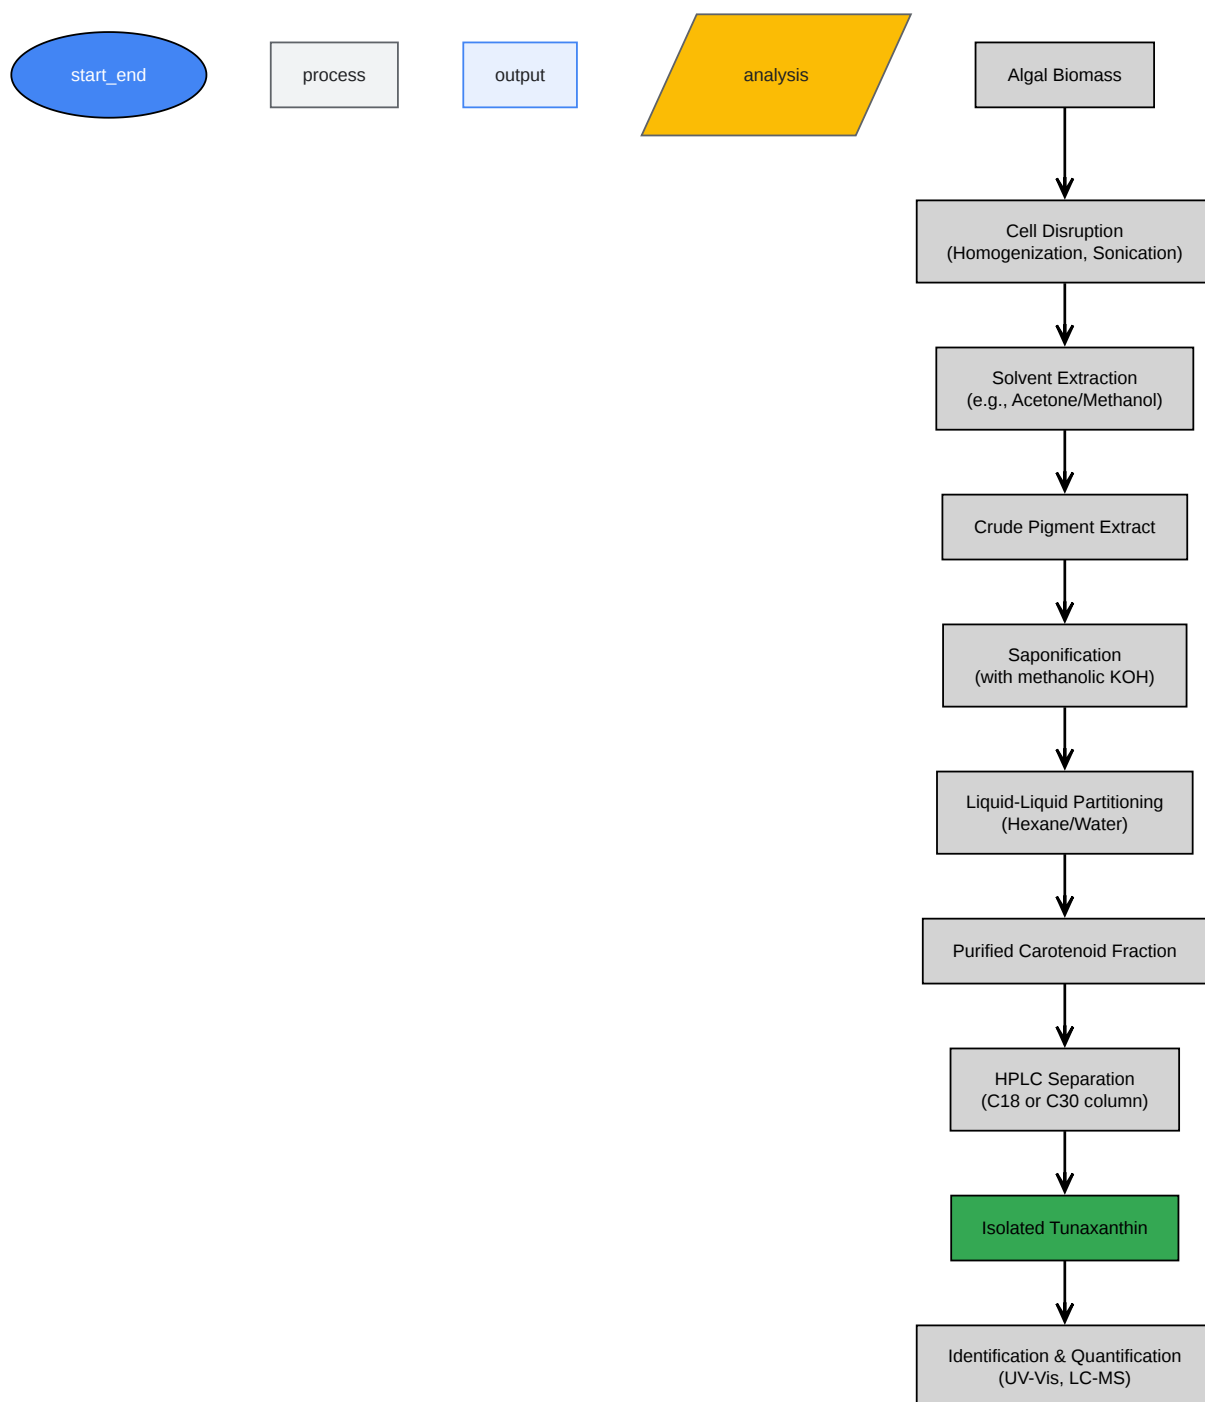 start_end
process
output
analysis
Algal Biomass
Cell Disruption
(Homogenization, Sonication)
Solvent Extraction
(e.g., Acetone/Methanol)
Crude Pigment Extract
Saponification
(with methanolic KOH)
Liquid-Liquid Partitioning
(Hexane/Water)
Purified Carotenoid Fraction
HPLC Separation
(C18 or C30 column)
Isolated Tunaxanthin
Identification & Quantification
(UV-Vis, LC-MS)